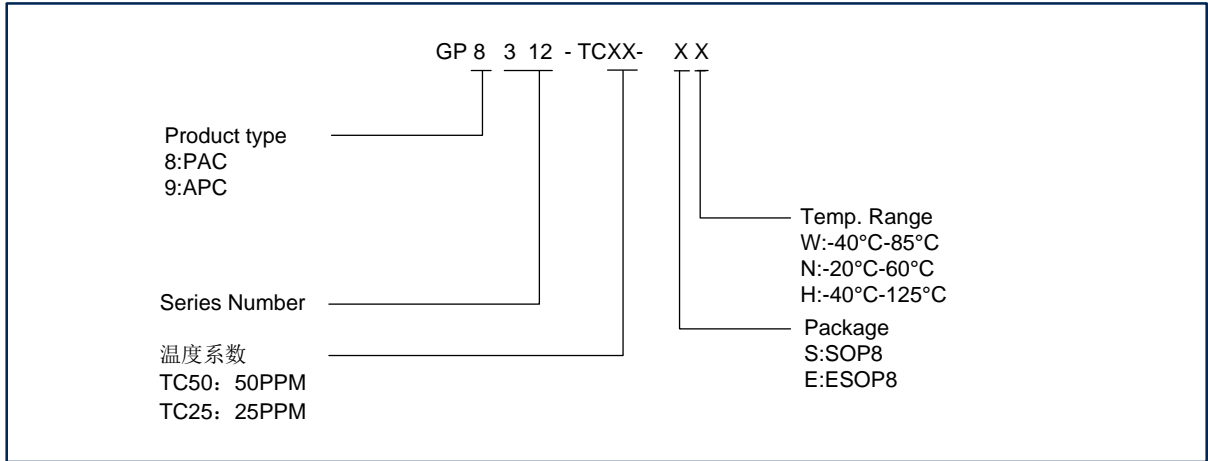 GP 8 3 12 - TCXX- X X
Product type
8:PAC
9:APC
Temp. Range
W:-40°C-85°C
N:-20°C-60°C
H:-40°C-125°C
Series Number
Package
S:SOP8
E:ESOP8
温度系数
TC50：50PPM
TC25：25PPM